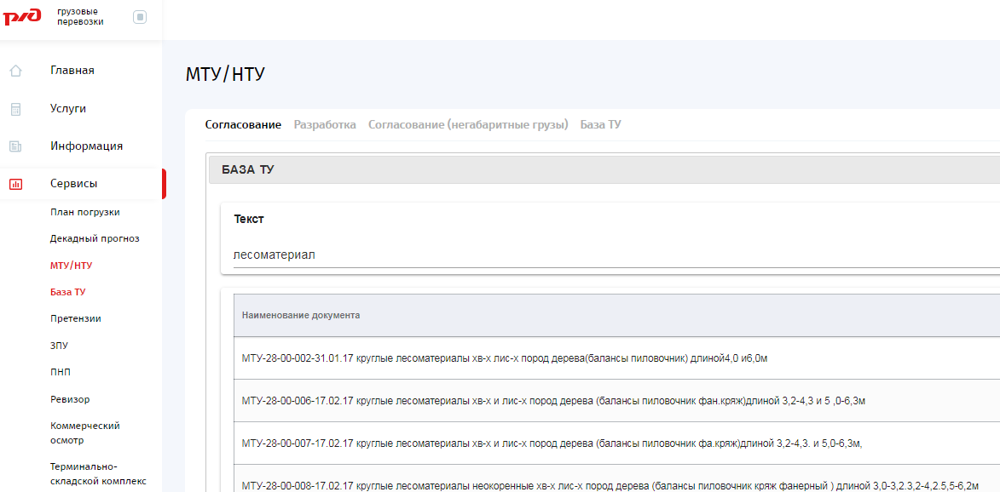 РЖД грузовые
перевозки
Главная
Услуги
Информация
Сервисы
План погрузки
Декадный прогноз
МТУ/НТУ
База ТУ
Претензии
ЗПУ
ПНП
Ревизор
Коммерческий
осмотр
Терминально-
складской комплекс
МТУ/НТУ
Согласование Разработка Согласование (негабаритные грузы) База ТУ
БАЗА ТУ
Текст
лесоматериал
Наименование документа
МТУ-28-00-002-31.01.17 круглые лесоматериалы хв-х лис-х пород дерева(балансы пиловочник) длиной4,0 и6,0м
МТУ-28-00-006-17.02.17 круглые лесоматериалы хв-х и лис-х пород дерева (балансы пиловочник фан.кряж)длиной 3,2-4,3 и 5 ,0-6,3м
МТУ-28-00-007-17.02.17 круглые лесоматериалы хв-х и лис-х пород дерева (балансы пиловочник фа.кряж)длиной 3,2-4,3. и 5,0-6,3м,
МТУ-28-00-008-17.02.17 круглые лесоматериалы неокоренные хв-х лис-х пород дерева (балансы пиловочник кряж фанерный ) длиной 3,0-3,2.3,2-4,2.5,5-6,2м